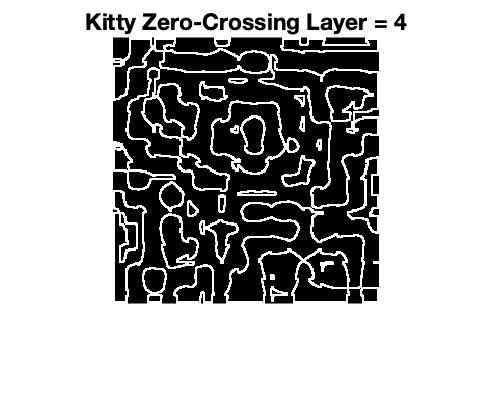 Kitty Zero-Crossing Layer = 4